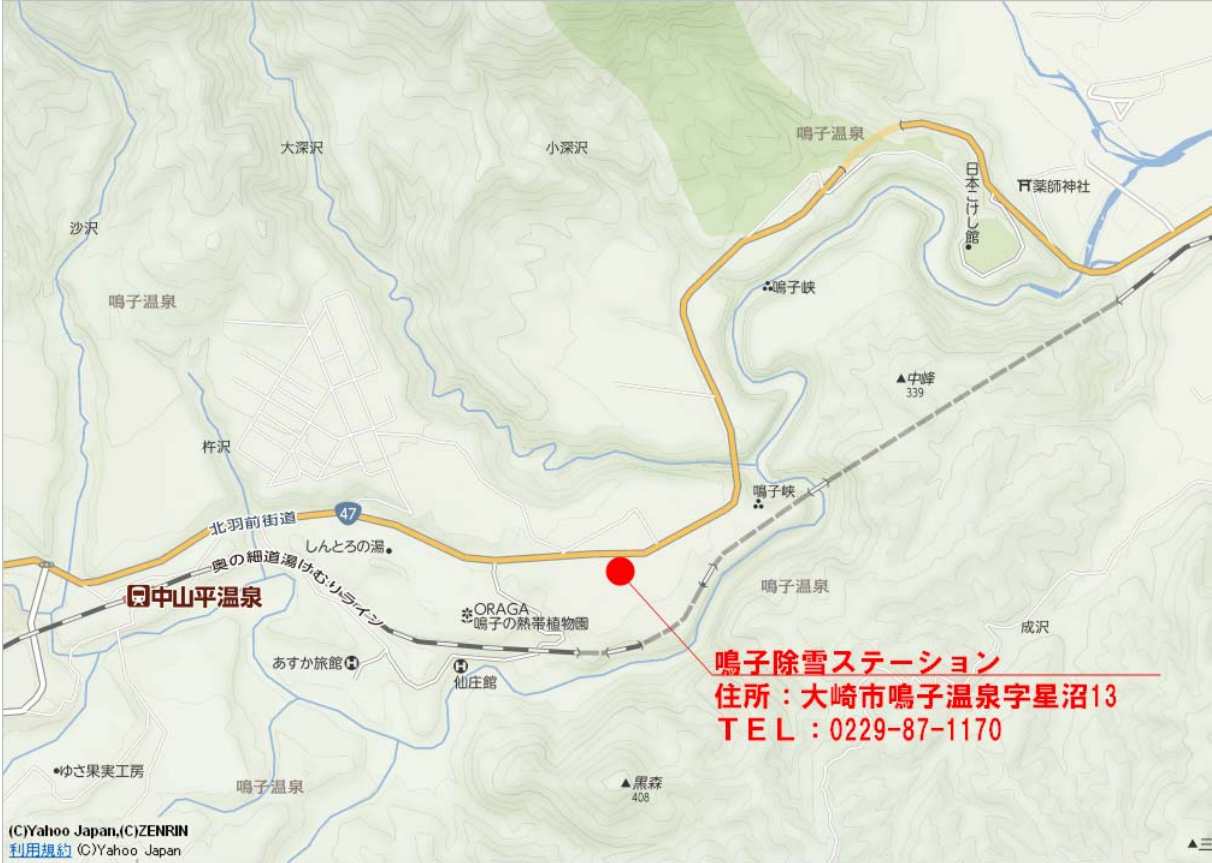 鳴子温泉
大深沢
小深沢
日本こけし館
薬師神社
沙沢
鳴子峡
鳴子温泉
▲中峰
339
杵沢
鳴子峡
47
北羽前街道
しんとろの湯
奥の細道湯けむりライン
鳴子温泉
中山平温泉
ORAGA
鳴子の熱帯植物園
成沢
あすか旅館
仙庄館
鳴子除雪ステーション
住所：大崎市鳴子温泉字星沼13
ＴＥＬ：0229-87-1170
ゆさ果実工房
鳴子温泉
▲黒森
408
(C)Yahoo Japan,(C)ZENRIN
利用規約 (C)Yahoo Japan